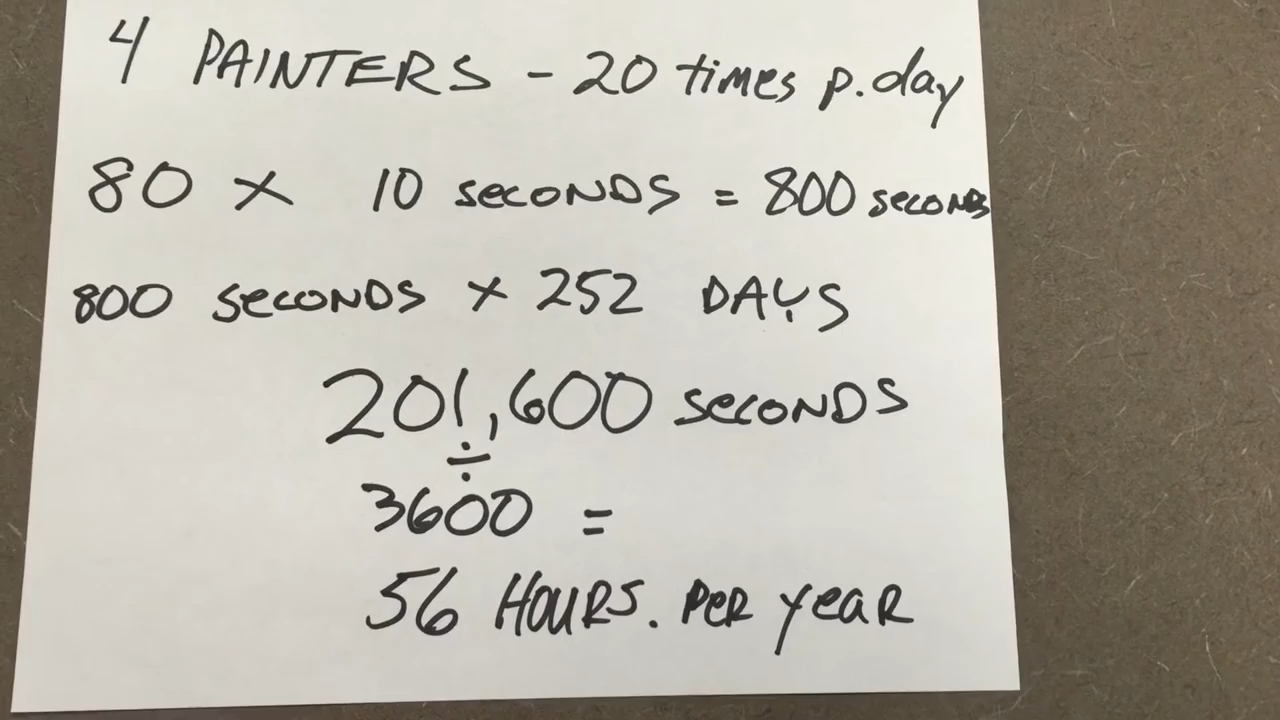 4 PAINTERS - 20 times p. day
80 x 10 seconds = 800 seconds
800 seconds x 252 DAYS
201,600 seconds
÷
3600 =
56 HOURS. PER YEAR